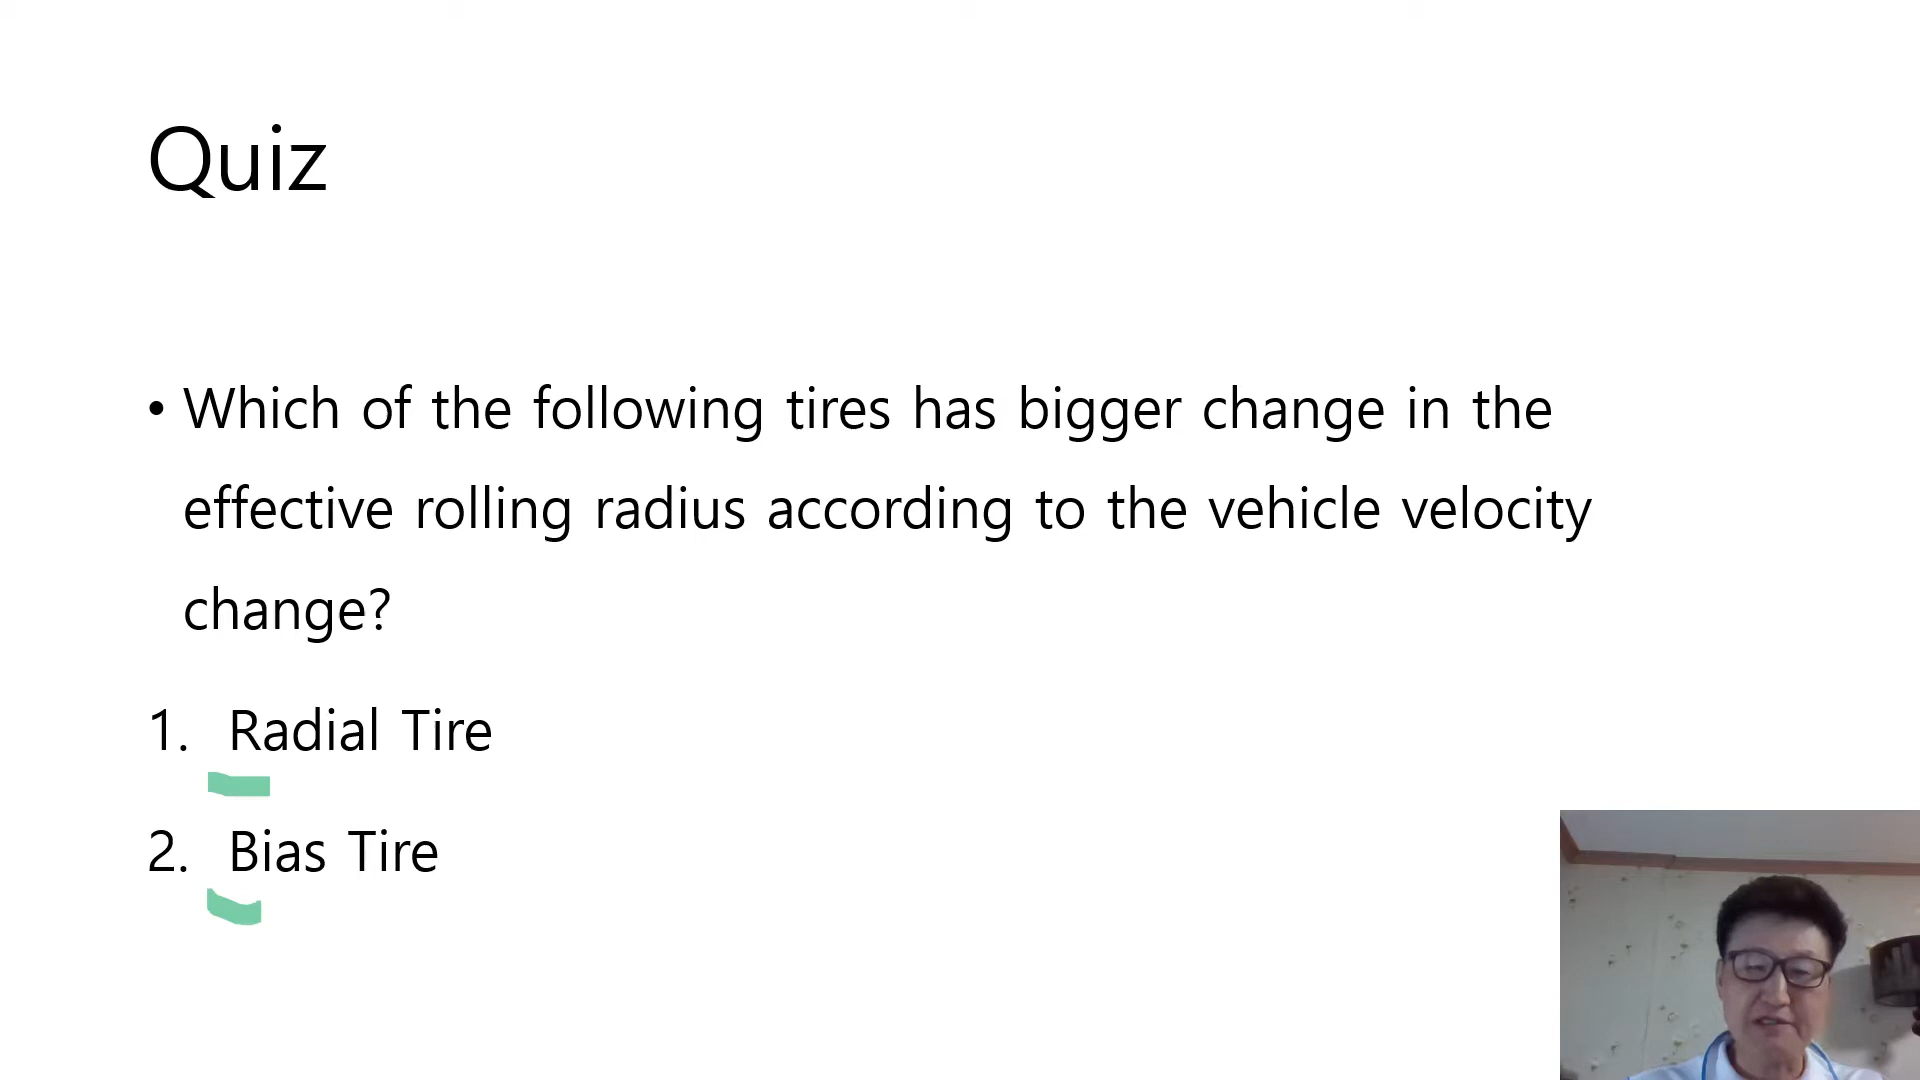 Quiz
• Which of the following tires has bigger change in the
effective rolling radius according to the vehicle velocity
change?
1. Radial Tire
2. Bias Tire